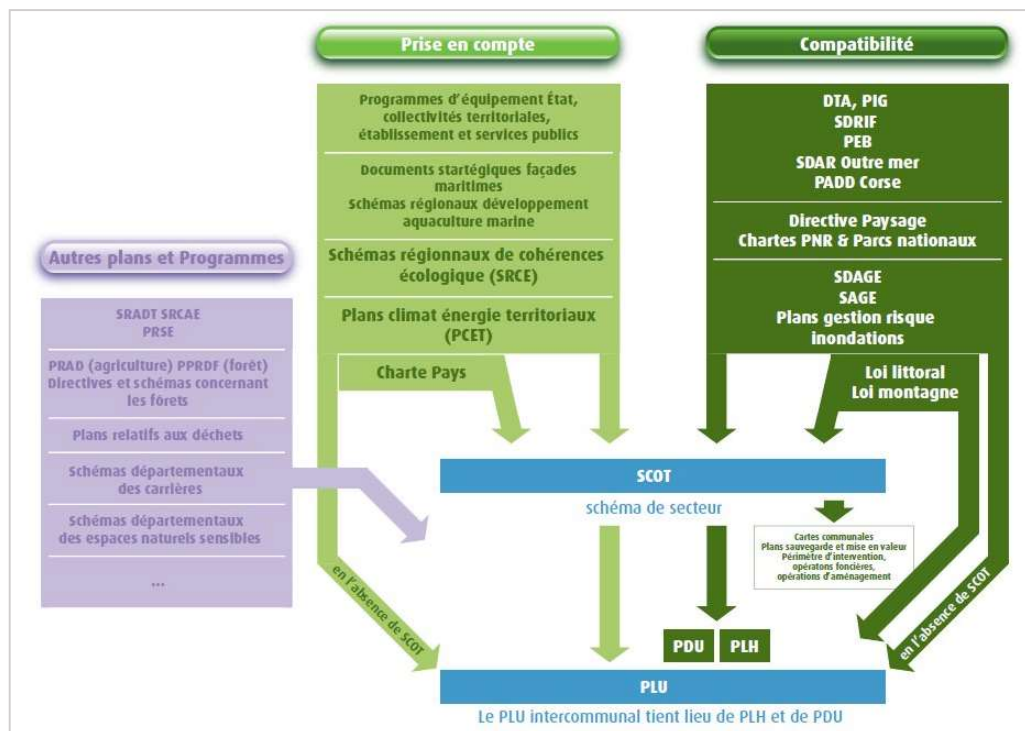 Prise en compte
Programmes d'équipement État,
collectivités territoriales,
établissement et services publics
Documents startégiques façades
maritimes
Schémas régionaux développement
aquaculture marine
Schémas régionnaux de cohérences
écologique (SRCE)
Plans climat énergie territoriaux
(PCET)
Charte Pays
Compatibilité
DTA, PIG
SDRIF
PEB
SDAR Outre mer
PADD Corse
Directive Paysage
Chartes PNR & Parcs nationaux
SDAGE
SAGE
Plans gestion risque
inondations
Loi littoral
Loi montagne
Autres plans et Programmes
SRADT SRCAE
PRSE
PRAD (agriculture) PPRDF (forêt)
Directives et schémas concernant
les fôrets
Plans relatifs aux déchets
Schémas départementaux
des carrières
Schémas départementaux
des espaces naturels sensibles
...
SCOT
schéma de secteur
Cartes communales
Plans sauvegarde et mise en valeur
Périmètre d'intervention,
opératons foncières,
opérations d'aménagement
en l'absence de SCOT
en l'absence de SCOT
PDU
PLH
PLU
Le PLU intercommunal tient lieu de PLH et de PDU